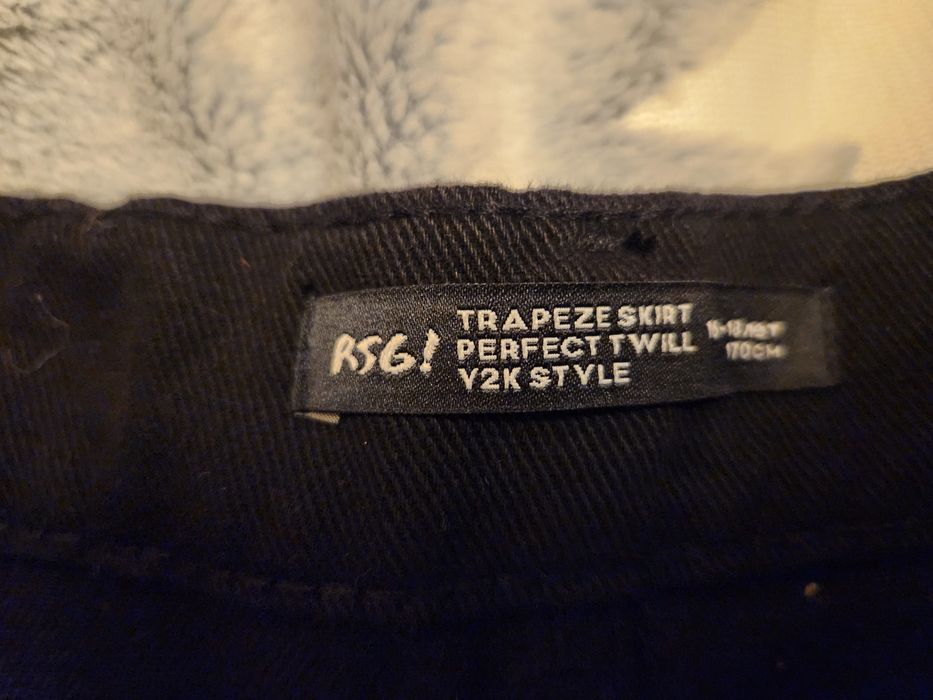 RSG!
TRAPEZE SKIRT
PERFECT TWILL
Y2K STYLE
170CM